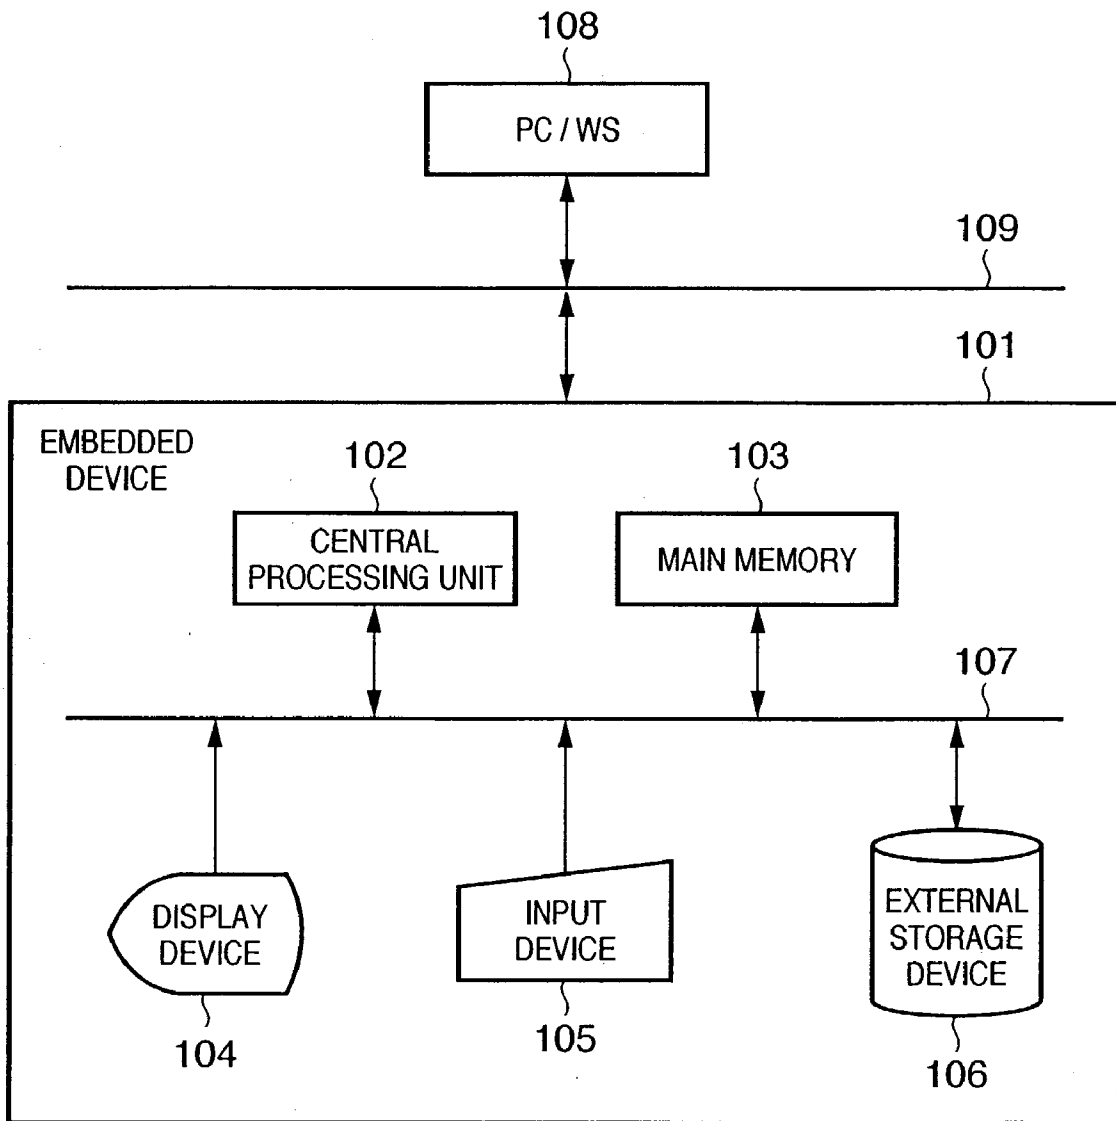 108
PC / WS
109
101
EMBEDDED
DEVICE
102
103
CENTRAL
PROCESSING UNIT
MAIN MEMORY
107
DISPLAY
DEVICE
INPUT
DEVICE
EXTERNAL
STORAGE
DEVICE
104
105
106